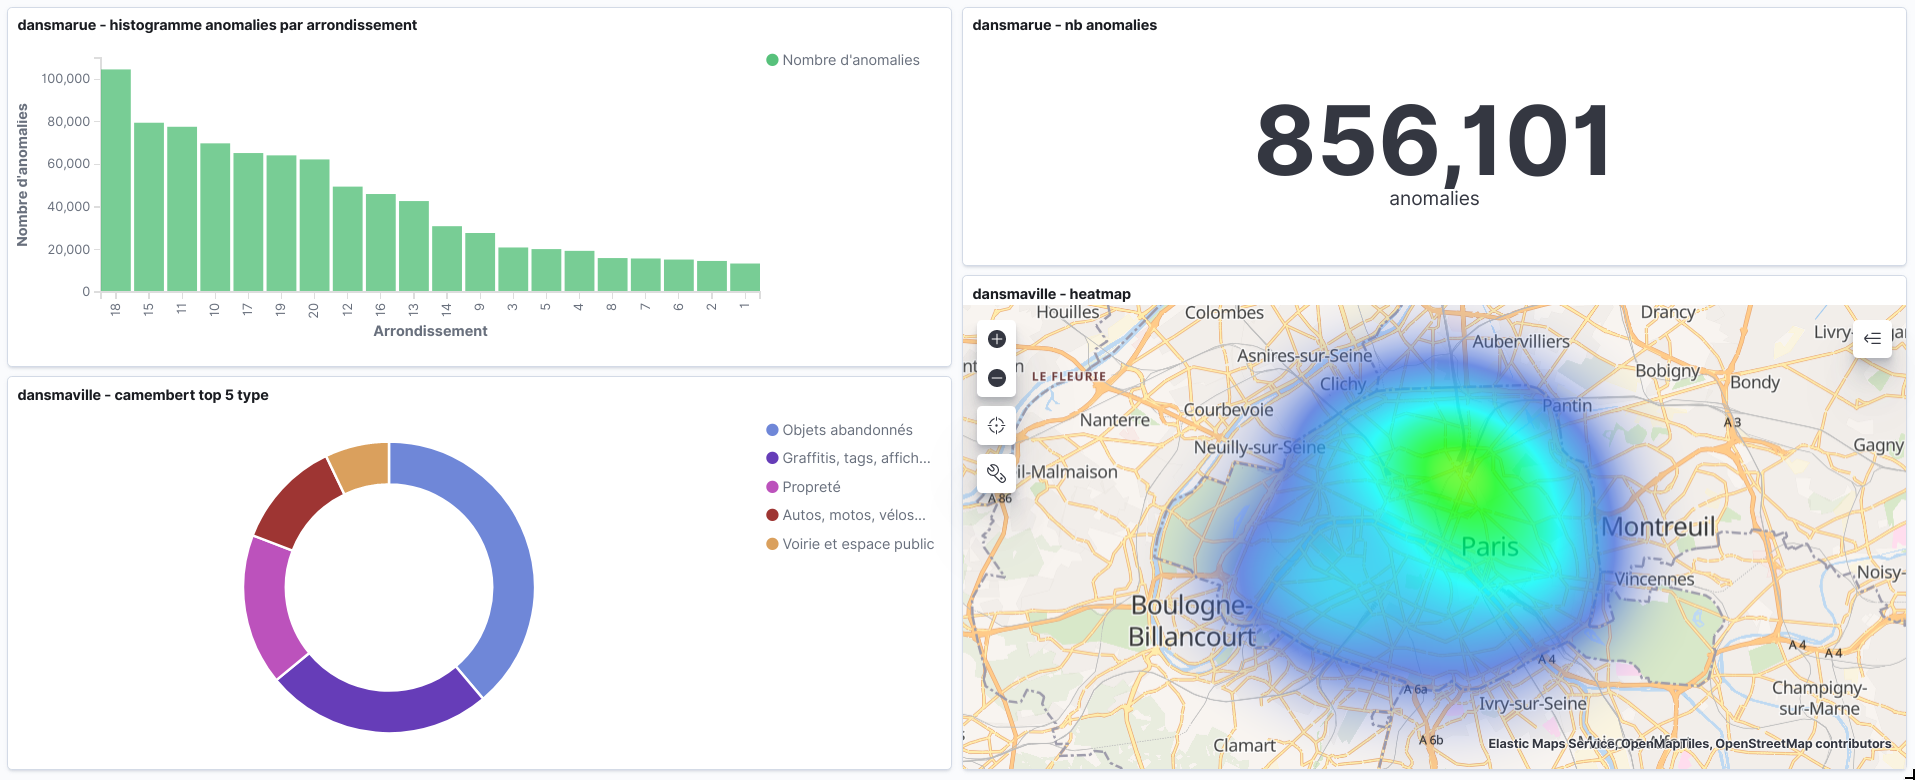 dansmarue - histogramme anomalies par arrondissement
Nombre d'anomalies
100,000
80,000
60,000
40,000
20,000
0
Nombre d'anomalies
18
15
11
10
17
19
20
12
16
13
14
9
3
5
4
8
7
6
2
1
Arrondissement
dansmarue - nb anomalies
856,101
anomalies
dansmaville - camembert top 5 type
Objets abandonnés
Graffitis, tags, affich...
Propreté
Autos, motos, vélos...
Voirie et espace public
dansmaville - heatmap
Houilles
Colombes
Drancy
Livry-
Asnires-sur-Seine
Aubervilliers
LE FLEURIE
Clichy
Bobigny
Bondy
Nanterre
Courbevoie
Pantin
A 3
Neuilly-sur-Seine
Gagny
il-Malmaison
A 86
Montreuil
Paris
Vincennes
Noisy-
Boulogne-
Billancourt
A 4
A 4
A 4
A 6a
Ivry-sur-Seine
Champigny-
sur-Marne
Clamart
A 6b
Elastic Maps Service, OpenMapTiles, OpenStreetMap contributors